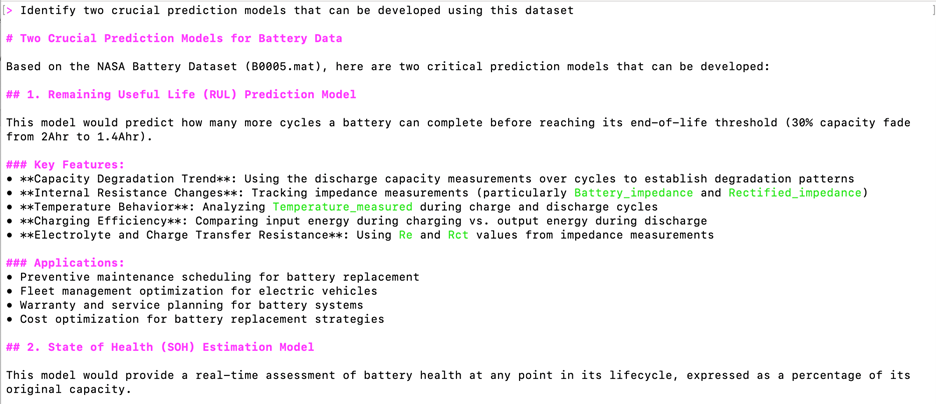 [> Identify two crucial prediction models that can be developed using this dataset ]
# Two Crucial Prediction Models for Battery Data
Based on the NASA Battery Dataset (B0005.mat), here are two critical prediction models that can be developed:
## 1. Remaining Useful Life (RUL) Prediction Model
This model would predict how many more cycles a battery can complete before reaching its end-of-life threshold (30% capacity fade
from 2Ahr to 1.4Ahr).
### Key Features:
• **Capacity Degradation Trend**: Using the discharge capacity measurements over cycles to establish degradation patterns
• **Internal Resistance Changes**: Tracking impedance measurements (particularly Battery_impedance and Rectified_impedance)
• **Temperature Behavior**: Analyzing Temperature_measured during charge and discharge cycles
• **Charging Efficiency**: Comparing input energy during charging vs. output energy during discharge
• **Electrolyte and Charge Transfer Resistance**: Using Re and Rct values from impedance measurements
### Applications:
• Preventive maintenance scheduling for battery replacement
• Fleet management optimization for electric vehicles
• Warranty and service planning for battery systems
• Cost optimization for battery replacement strategies
## 2. State of Health (SOH) Estimation Model
This model would provide a real-time assessment of battery health at any point in its lifecycle, expressed as a percentage of its
original capacity.